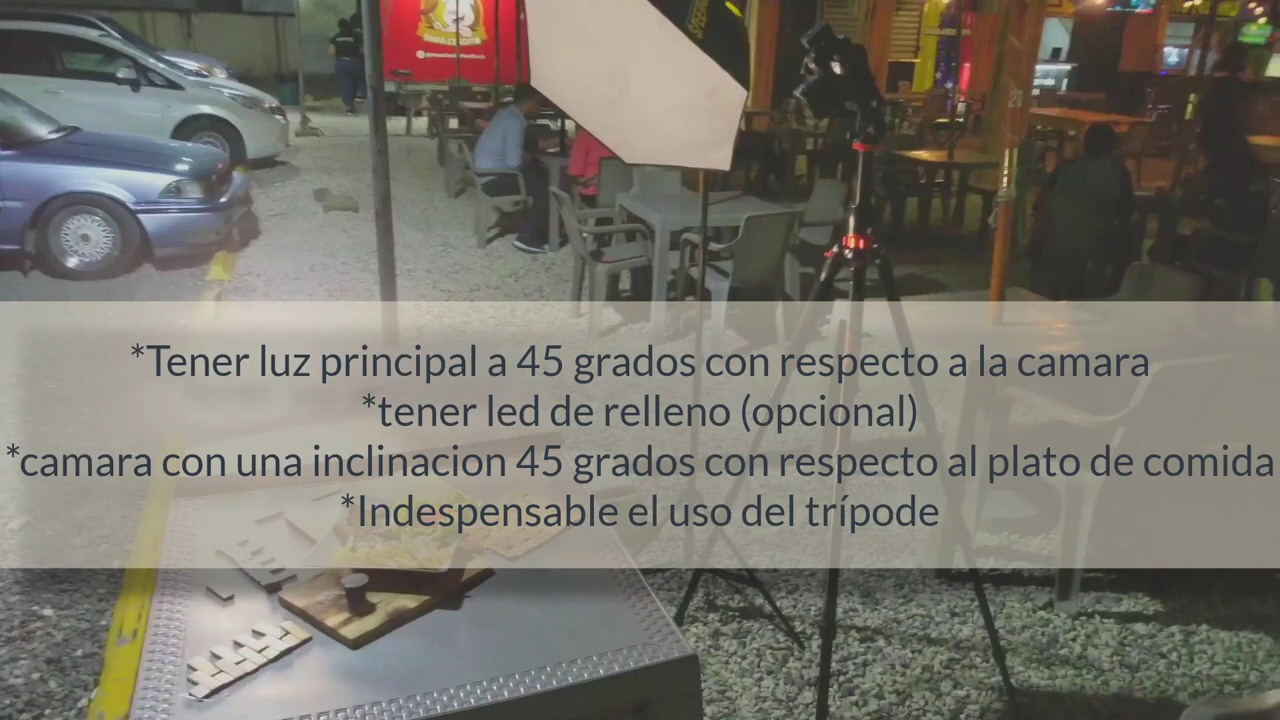 *Tener luz principal a 45 grados con respecto a la camara
*tener led de relleno (opcional)
*camara con una inclinacion 45 grados con respecto al plato de comida
*Indespensable el uso del trípode